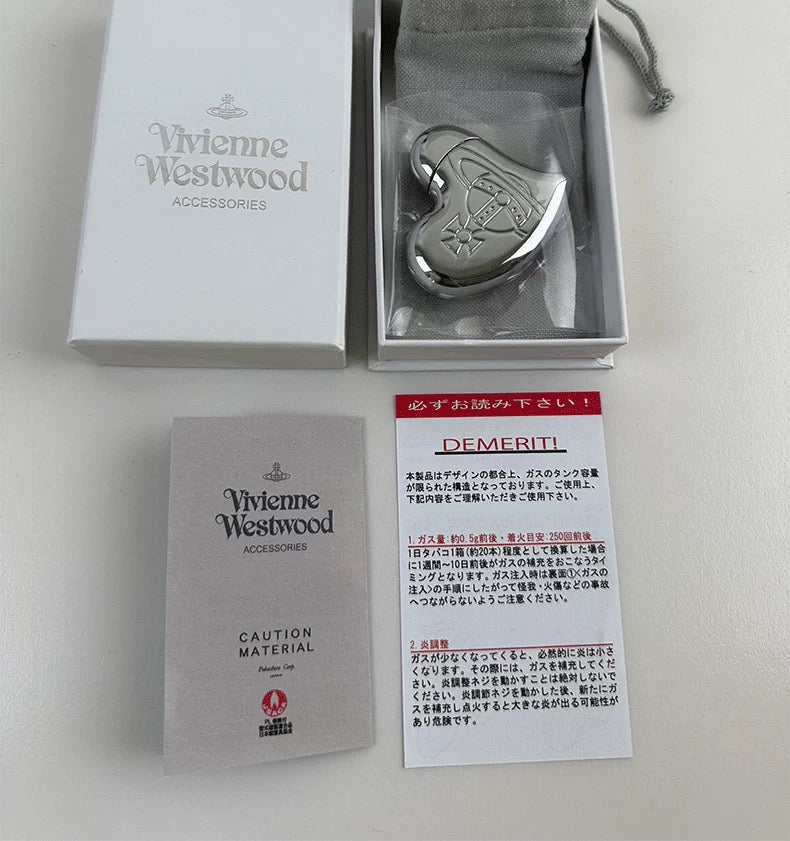 Vivienne
Westwood
ACCESSORIES
必ずお読み下さい！
DEMERIT!
本製品はデザインの都合上、ガスのタンク容量
が限られた構造となっております。ご使用上、
下記内容をご理解いただきご使用下さい。
1. ガス量:約0.5g前後・着火目安:250回前後
1日タバコ1箱(約20本)程度として換算した場合
に1週間～10日前後がガスの補充をおこなうタイ
ミングとなります。ガス注入時は裏面①<ガスの
注入>の手順にしたがって怪我・火傷などの事故
へつながらないようご注意ください。
2. 炎調整
ガスが少なくなってくると、必然的に炎は小さ
くなります。その際には、ガスを補充してくだ
さい。炎調整ネジを動かすことは絶対しないで
ください。炎調節ネジを動かした後、新たにガ
スを補充し点火すると大きな炎が出る可能性が
あり危険です。
Vivienne
Westwood
ACCESSORIES
CAUTION
MATERIAL
PL保険付